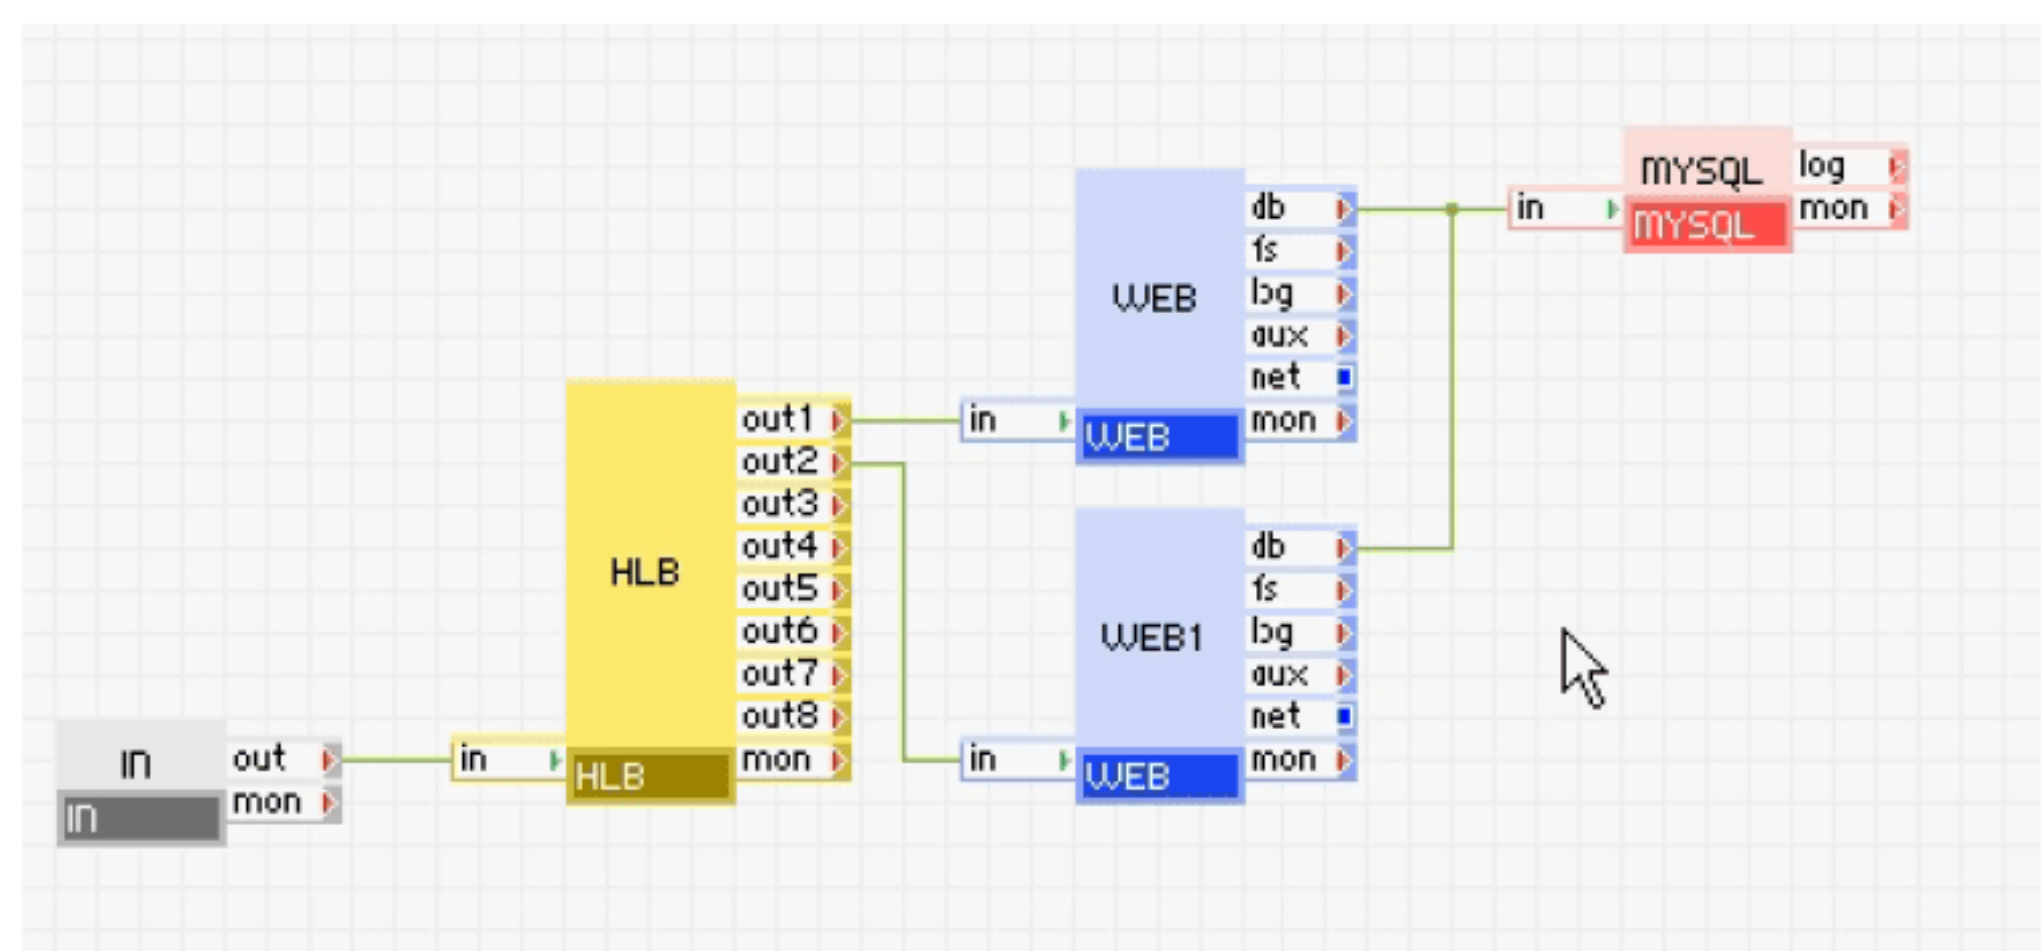 IN
IN
out
mon
in
HLB
HLB
out1
out2
out3
out4
out5
out6
out7
out8
mon
in
WEB
WEB
db
fs
log
aux
net
mon
in
WEB1
WEB
db
fs
log
aux
net
mon
in
MYSQL
MYSQL
log
mon